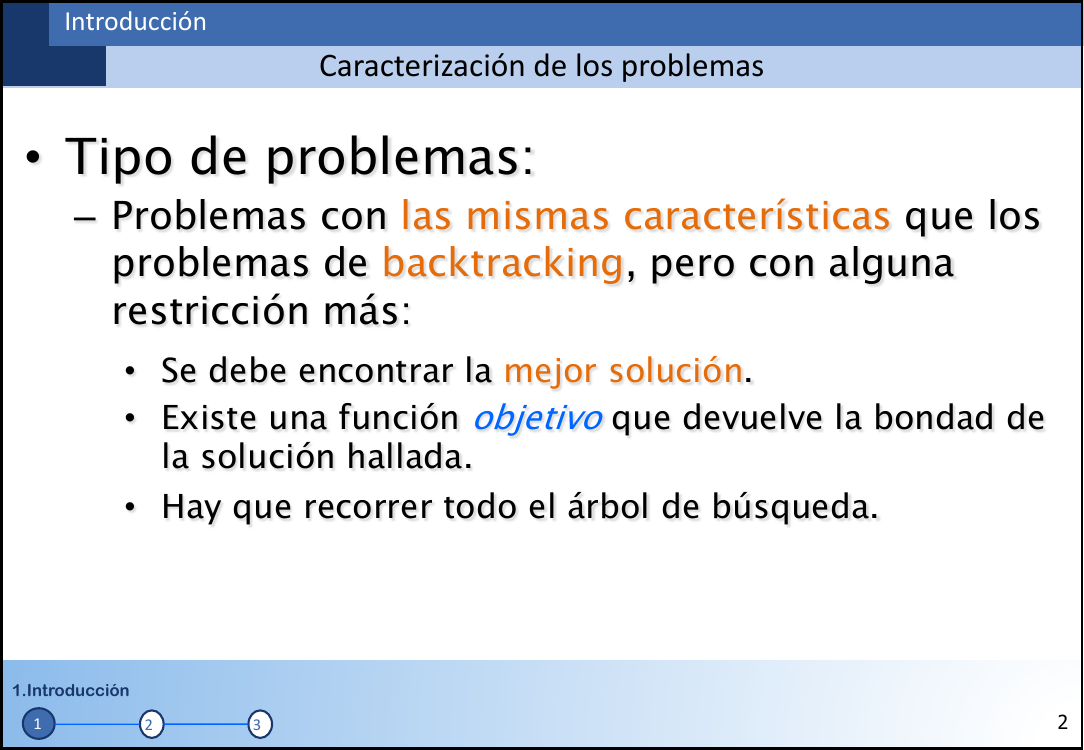 Introducción
Caracterización de los problemas
• Tipo de problemas:
– Problemas con las mismas características que los
problemas de backtracking, pero con alguna
restricción más:
• Se debe encontrar la mejor solución.
• Existe una función objetivo que devuelve la bondad de
la solución hallada.
• Hay que recorrer todo el árbol de búsqueda.
1.Introducción
1 2 3
2